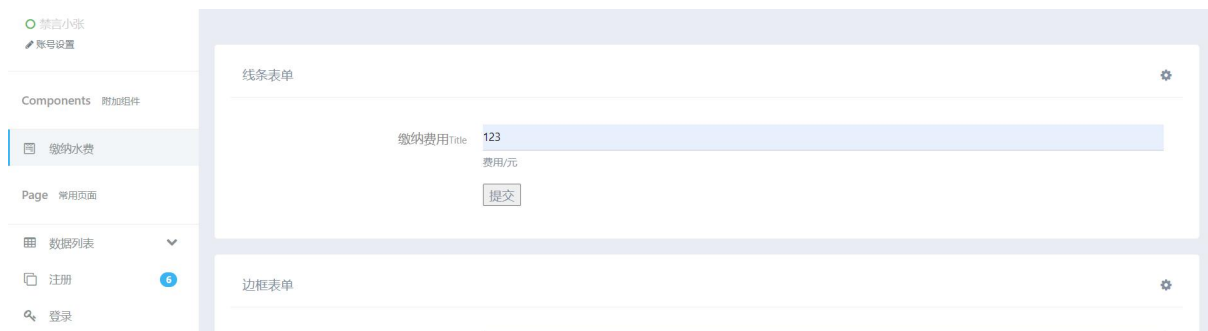 禁言小张
账号设置
Components 附加组件
缴纳水费
Page 常用页面
数据列表
注册 6
登录
线条表单
缴纳费用Title 123
费用/元
提交
边框表单